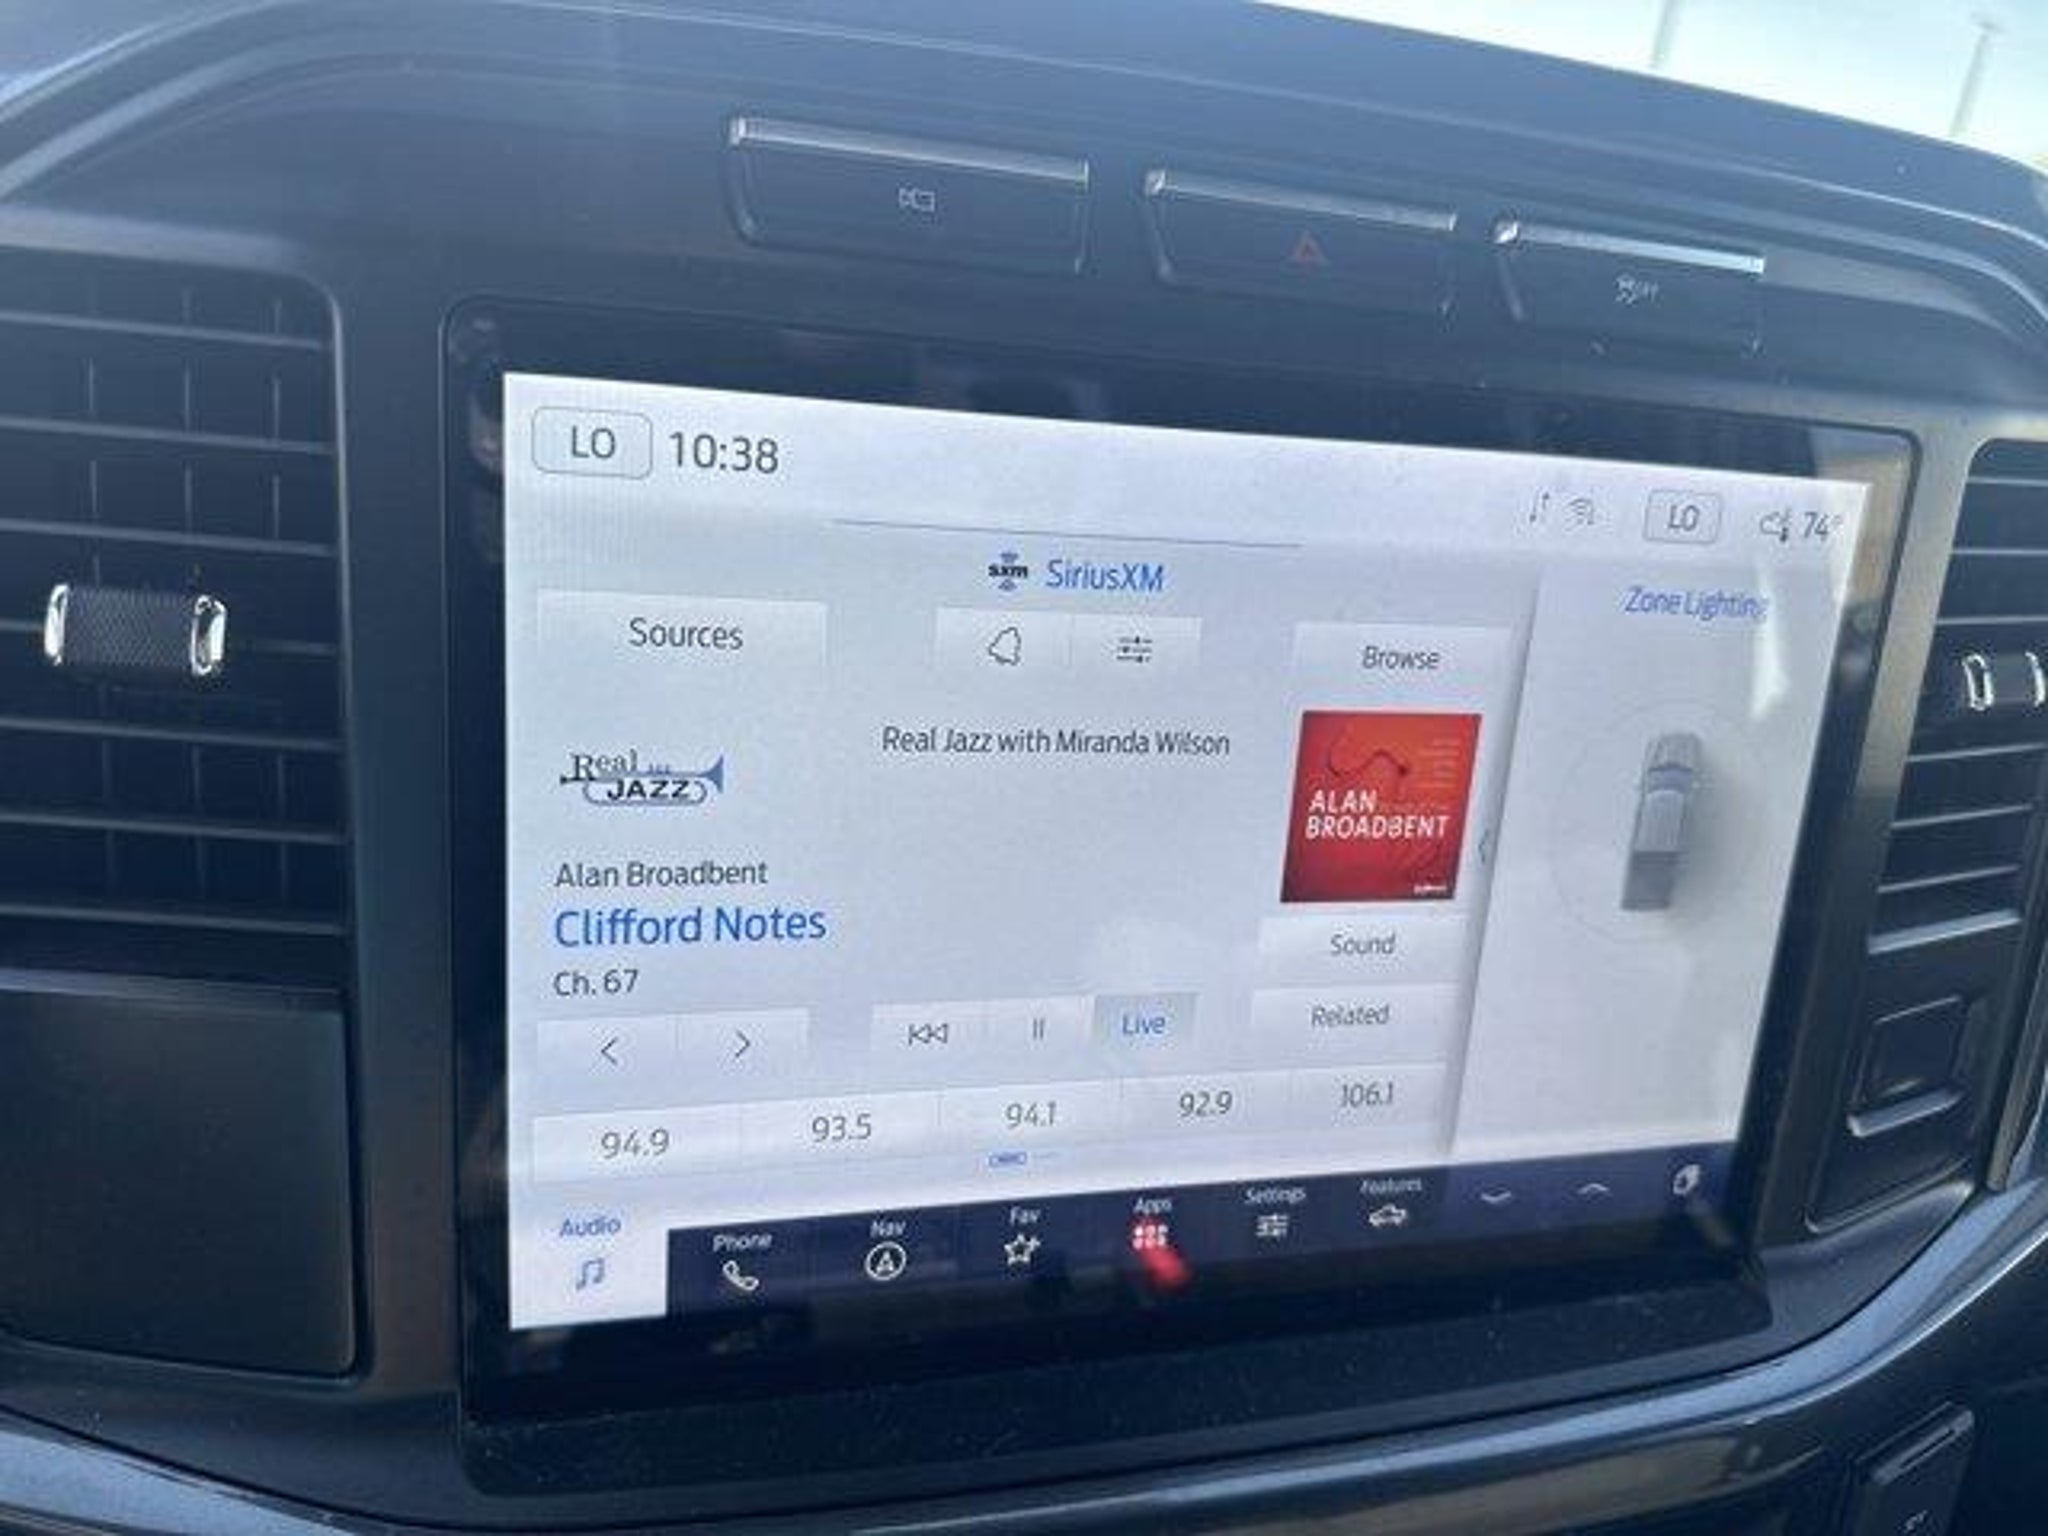 LO 10:38
LO 74°
sxm SiriusXM
Zone Lighting
Sources
Browse
Real Jazz with Miranda Wilson
Real
JAZZ
ALAN
BROADBENT
Alan Broadbent
Clifford Notes
Ch. 67
Sound
Live
Related
94.9 93.5 94.1 92.9 106.1
Audio Phone Nav Fav Apps Settings Features